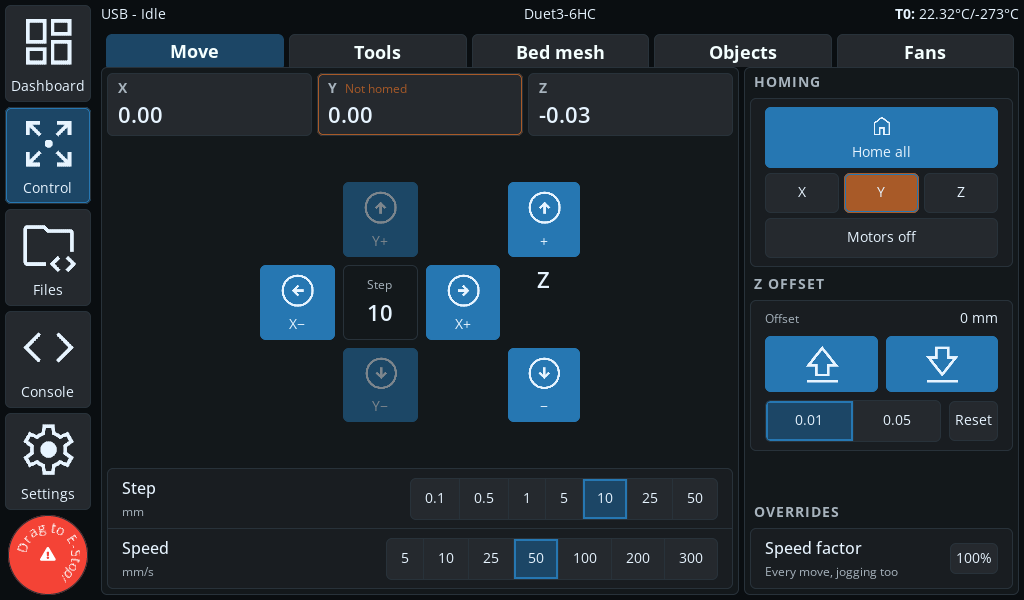 USB - Idle
Duet3-6HC
T0: 22.32°C/-273°C
Dashboard
Control
Files
Console
Settings
Drag to E-Stop!
Move
Tools
Bed mesh
Objects
Fans
X
0.00
Y Not homed
0.00
Z
-0.03
Y+
X−
Step
10
X+
Y−
+
Z
−
Step
mm
0.1 0.5 1 5 10 25 50
Speed
mm/s
5 10 25 50 100 200 300
HOMING
Home all
X Y Z
Motors off
Z OFFSET
Offset 0 mm
0.01 0.05 Reset
OVERRIDES
Speed factor
Every move, jogging too
100%